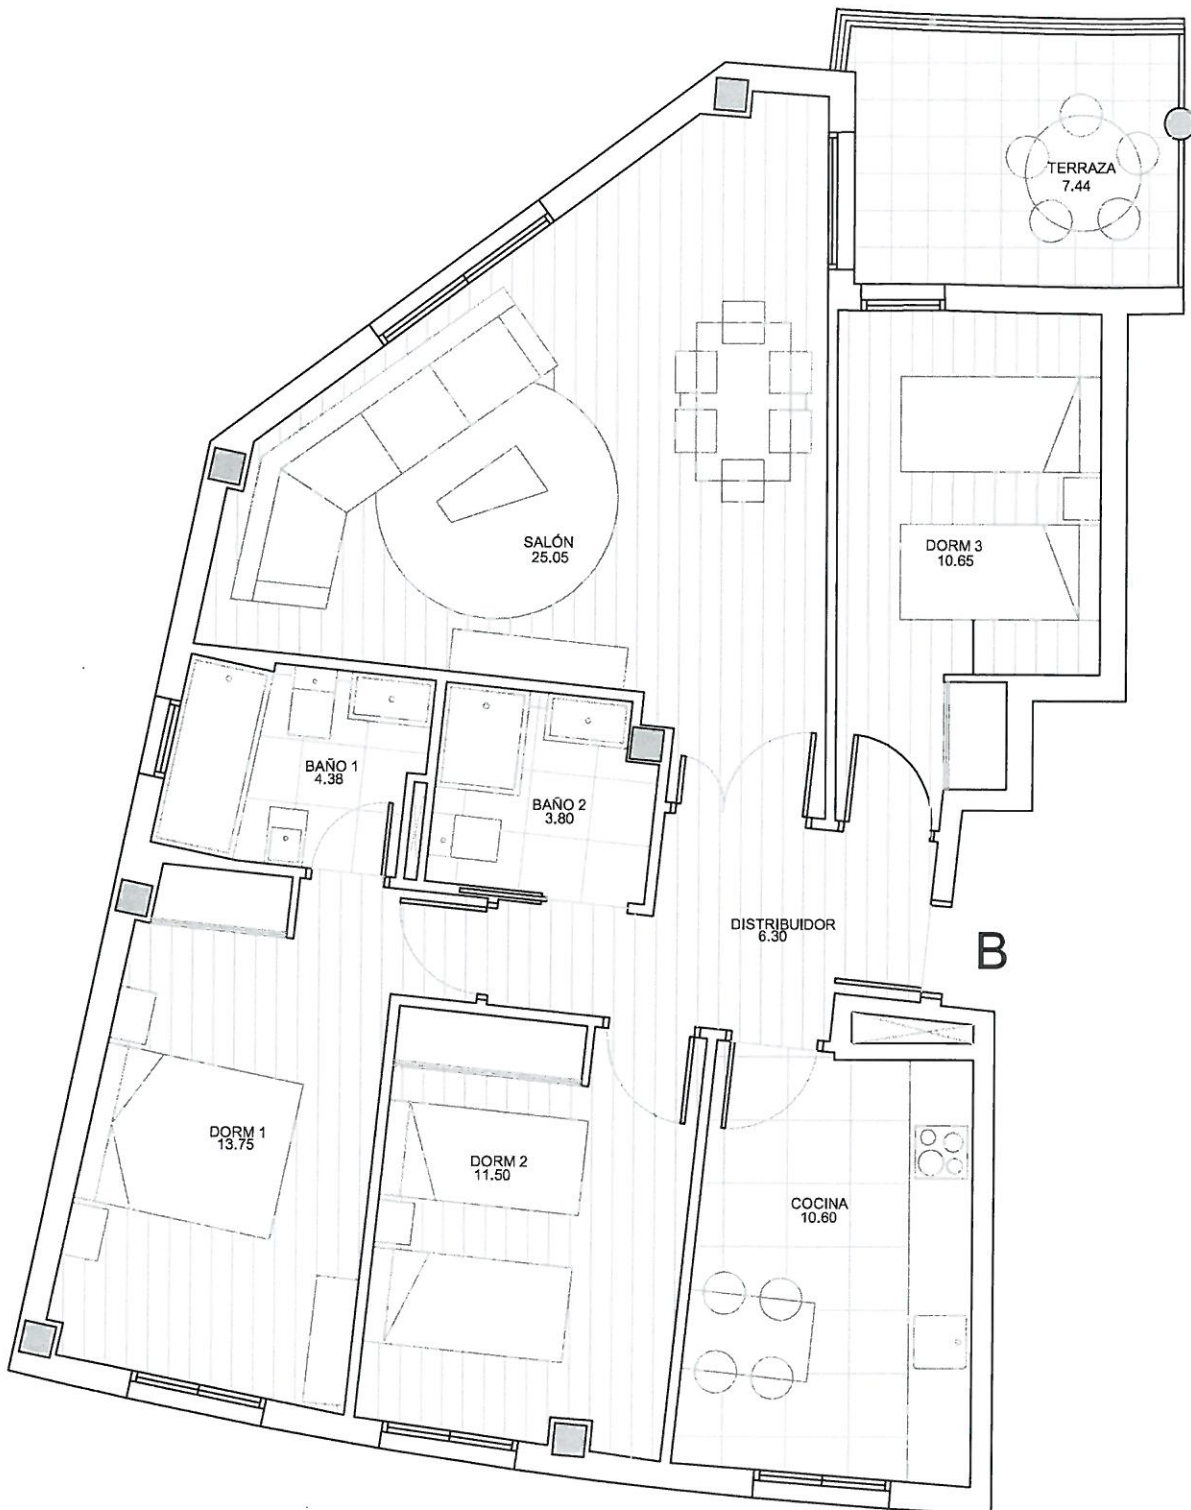 TERRAZA
7.44
SALÓN
25.05
DORM 3
10.65
BAÑO 1
4.38
BAÑO 2
3.80
DISTRIBUIDOR
6.30
B
DORM 1
13.75
DORM 2
11.50
COCINA
10.60